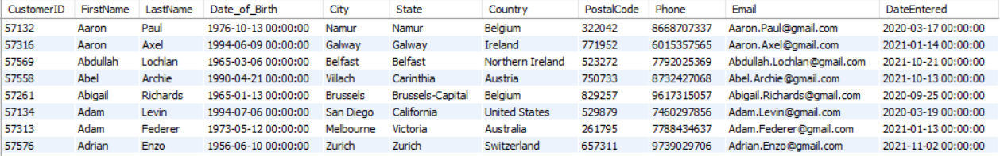 CustomerID FirstName LastName Date_of_Birth City State Country PostalCode Phone Email DateEntered
57132 Aaron Paul 1976-10-13 00:00:00 Namur Namur Belgium 322042 8668707337 Aaron.Paul@gmail.com 2020-03-17 00:00:00
57316 Aaron Axel 1994-06-09 00:00:00 Galway Galway Ireland 771952 6015357565 Aaron.Axel@gmail.com 2021-01-14 00:00:00
57569 Abdullah Lochlan 1965-03-06 00:00:00 Belfast Belfast Northern Ireland 523272 7792025369 Abdullah.Lochlan@gmail.com 2021-10-21 00:00:00
57558 Abel Archie 1990-04-21 00:00:00 Villach Carinthia Austria 750733 8732427068 Abel.Archie@gmail.com 2021-10-13 00:00:00
57261 Abigail Richards 1965-01-13 00:00:00 Brussels Brussels-Capital Belgium 829257 9617315057 Abigail.Richards@gmail.com 2020-09-25 00:00:00
57134 Adam Levin 1994-07-06 00:00:00 San Diego California United States 529879 7460297856 Adam.Levin@gmail.com 2020-03-19 00:00:00
57313 Adam Federer 1973-05-12 00:00:00 Melbourne Victoria Australia 261795 7788434637 Adam.Federer@gmail.com 2021-01-13 00:00:00
57576 Adrian Enzo 1956-06-10 00:00:00 Zurich Zurich Switzerland 657311 9739029706 Adrian.Enzo@gmail.com 2021-11-02 00:00:00